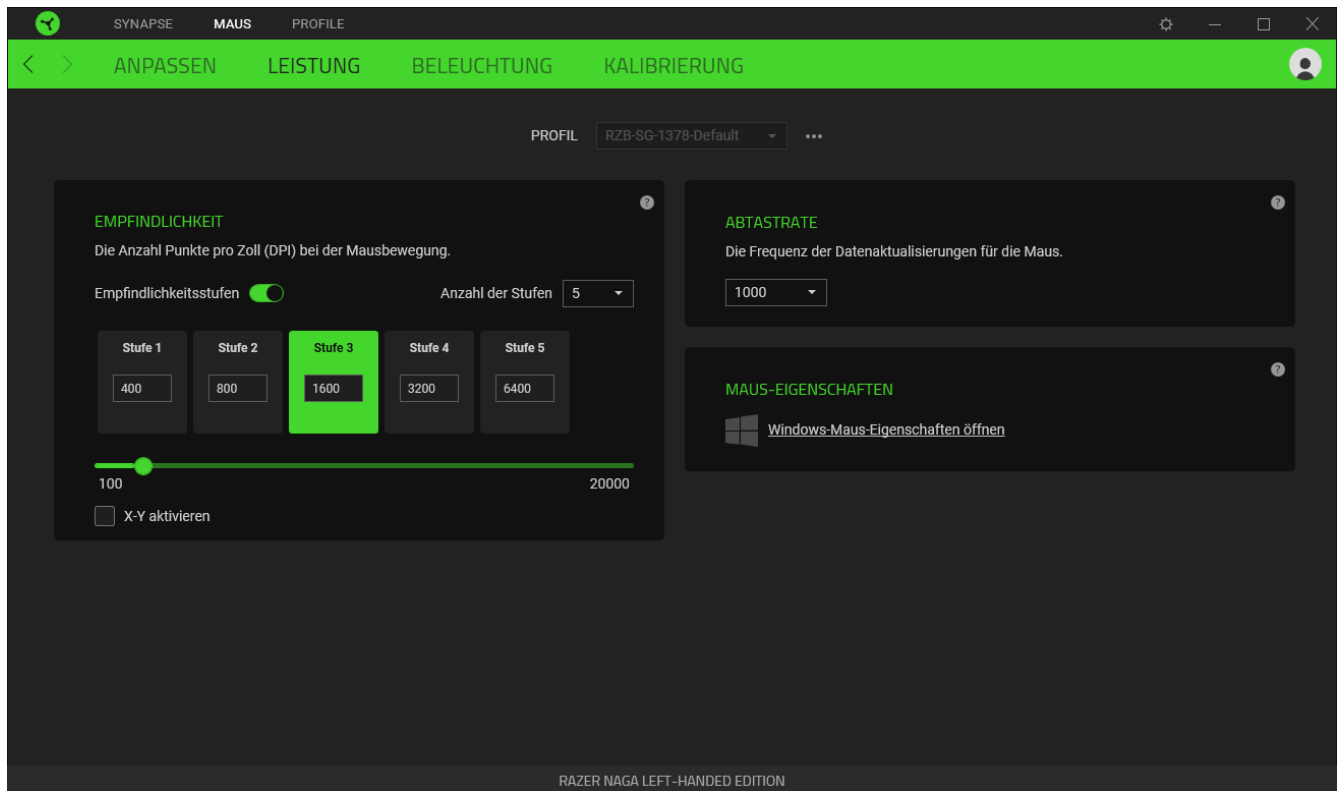 SYNAPSE MAUS PROFILE
ANPASSEN LEISTUNG BELEUCHTUNG KALIBRIERUNG
PROFIL RZB-SG-1378-Default
EMPFINDLICHKEIT
Die Anzahl Punkte pro Zoll (DPI) bei der Mausbewegung.
Empfindlichkeitsstufen Anzahl der Stufen 5
Stufe 1 Stufe 2 Stufe 3 Stufe 4 Stufe 5
400 800 1600 3200 6400
100 20000
X-Y aktivieren
ABTASTRATE
Die Frequenz der Datenaktualisierungen für die Maus.
1000
MAUS-EIGENSCHAFTEN
Windows-Maus-Eigenschaften öffnen
RAZER NAGA LEFT-HANDED EDITION